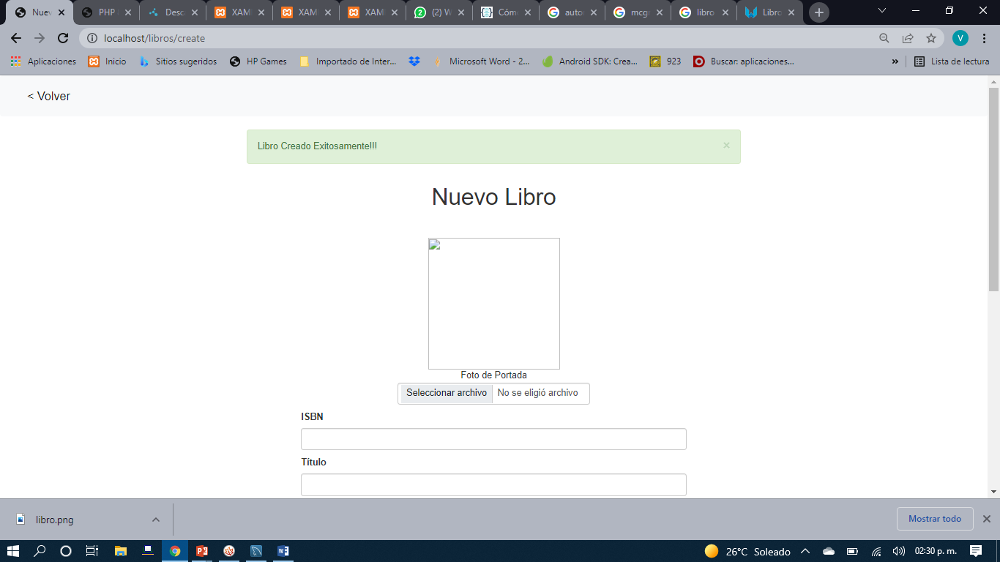 Nuev
PHP
Desc
XAM
XAM
XAM
(2) W
Cóm
auto
mcg
libro
Libro
localhost/libros/create
V
Aplicaciones
Inicio
Sitios sugeridos
HP Games
Importado de Inter...
Microsoft Word - 2...
Android SDK: Crea...
923
Buscar: aplicaciones...
»
Lista de lectura
< Volver
Libro Creado Exitosamente!!!
×
Nuevo Libro
Foto de Portada
Seleccionar archivo
No se eligió archivo
ISBN
Titulo
libro.png
Mostrar todo
26°C Soleado
02:30 p. m.